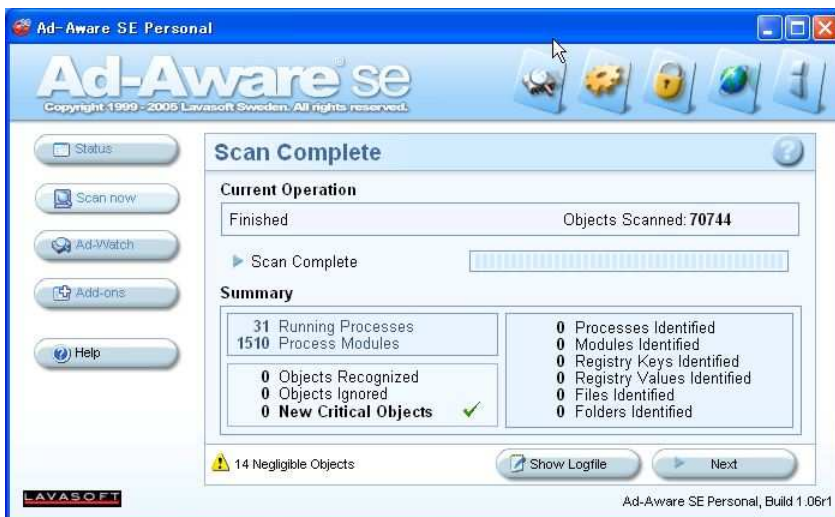 Ad-Aware SE Personal
Ad-Aware SE
Copyright 1999 - 2005 Lavasoft Sweden. All rights reserved.
Status
Scan now
Ad-Watch
Add-ons
Help
Scan Complete
?
Current Operation
Finished Objects Scanned: 70744
Scan Complete
Summary
31 Running Processes
1510 Process Modules
0 Objects Recognized
0 Objects Ignored
0 New Critical Objects
0 Processes Identified
0 Modules Identified
0 Registry Keys Identified
0 Registry Values Identified
0 Files Identified
0 Folders Identified
14 Negligible Objects
Show Logfile
Next
LAVASOFT
Ad-Aware SE Personal, Build 1.06r1